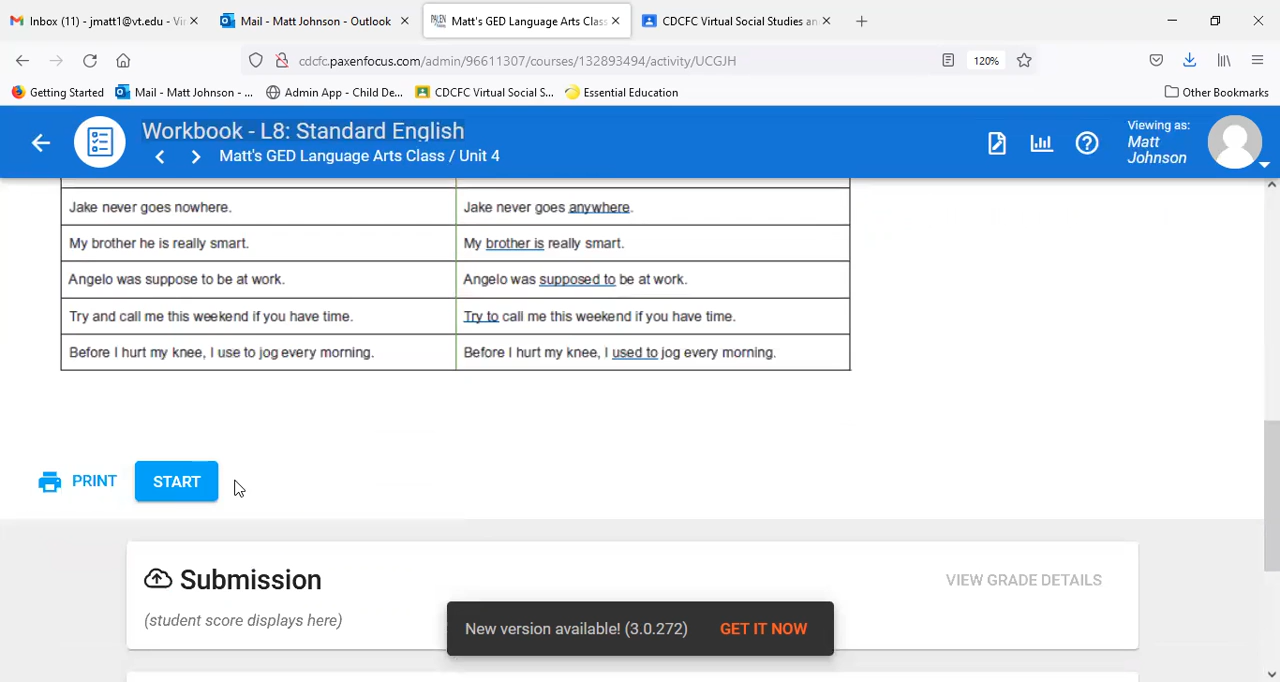 Inbox (11) - jmatt1@vt.edu - Vi
Mail - Matt Johnson - Outlook
Matt's GED Language Arts Class
CDCFC Virtual Social Studies an
cdcfc.paxenfocus.com/admin/96611307/courses/132893494/activity/UCGJH
120%
Getting Started
Mail - Matt Johnson - ...
Admin App - Child De...
CDCFC Virtual Social S...
Essential Education
Other Bookmarks
Workbook - L8: Standard English
Matt's GED Language Arts Class / Unit 4
Viewing as:
Matt
Johnson
Jake never goes nowhere. Jake never goes anywhere.
My brother he is really smart. My brother is really smart.
Angelo was suppose to be at work. Angelo was supposed to be at work.
Try and call me this weekend if you have time. Try to call me this weekend if you have time.
Before I hurt my knee, I use to jog every morning. Before I hurt my knee, I used to jog every morning.
PRINT
START
Submission
VIEW GRADE DETAILS
(student score displays here)
New version available! (3.0.272) GET IT NOW